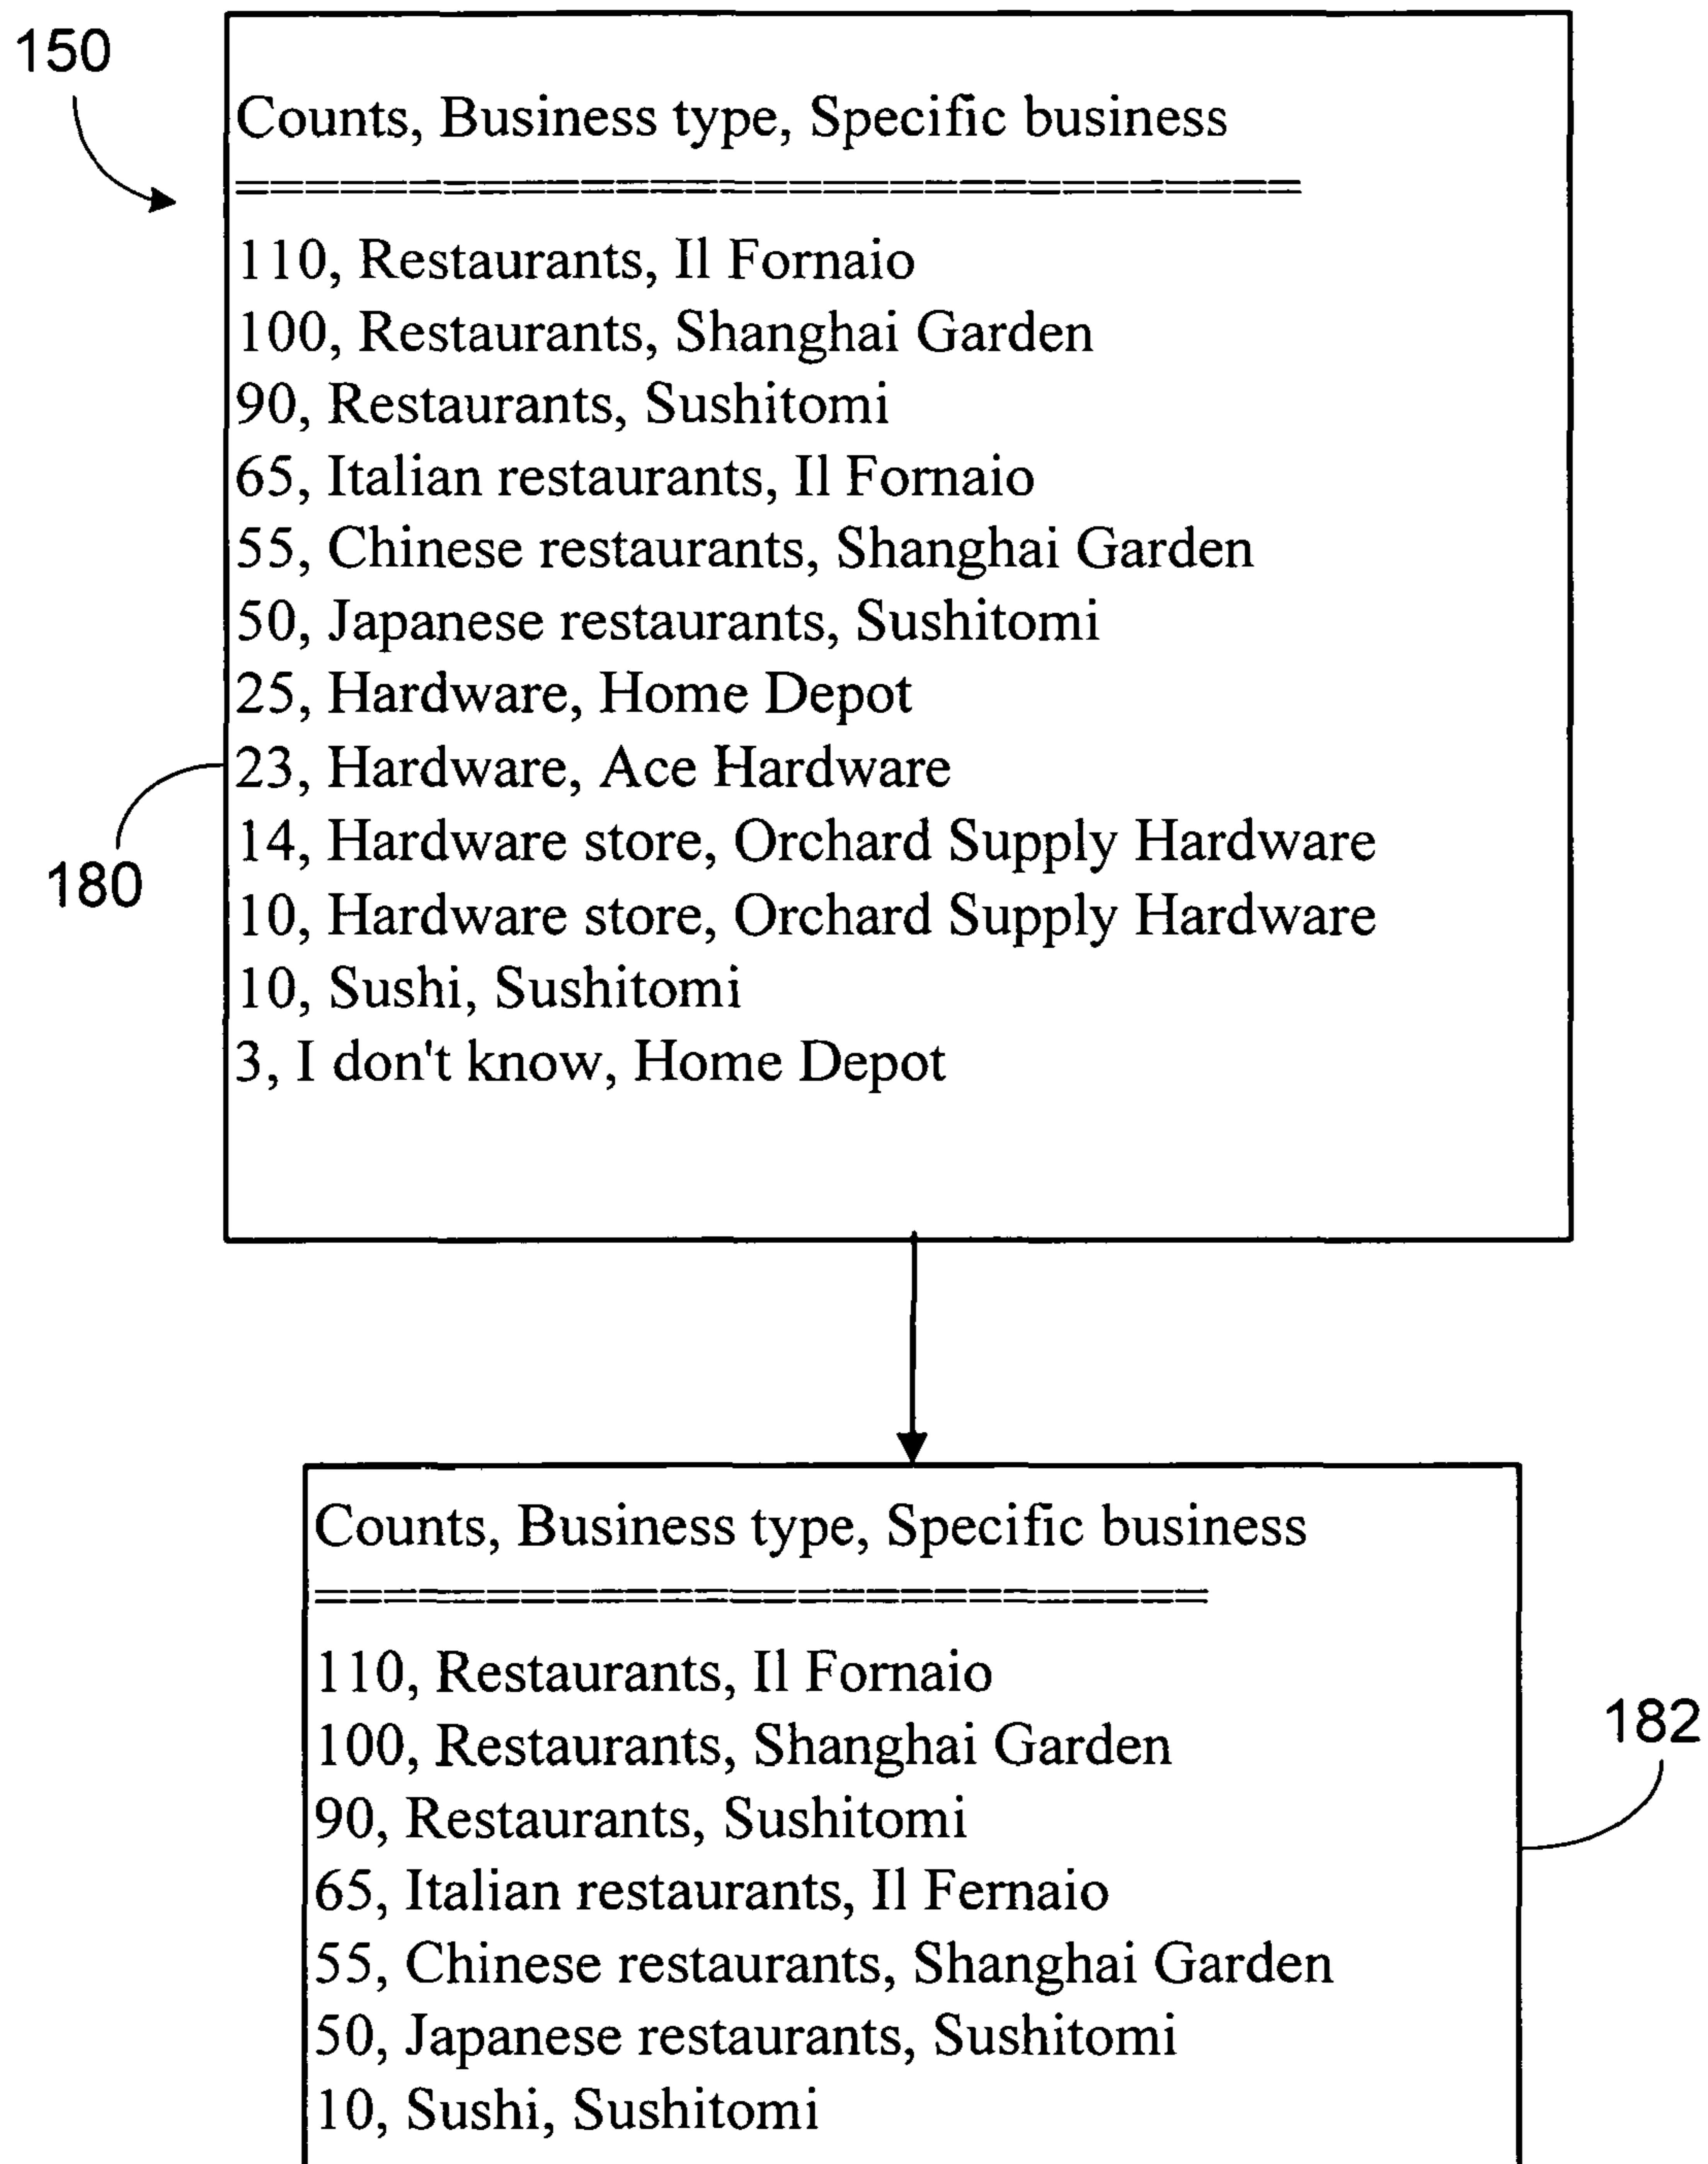 150
Counts, Business type, Specific business
===============================
110, Restaurants, Il Fornaio
100, Restaurants, Shanghai Garden
90, Restaurants, Sushitomi
65, Italian restaurants, Il Fornaio
55, Chinese restaurants, Shanghai Garden
50, Japanese restaurants, Sushitomi
25, Hardware, Home Depot
23, Hardware, Ace Hardware
14, Hardware store, Orchard Supply Hardware
180
10, Hardware store, Orchard Supply Hardware
10, Sushi, Sushitomi
3, I don't know, Home Depot
Counts, Business type, Specific business
==========================
110, Restaurants, Il Fornaio
182
100, Restaurants, Shanghai Garden
90, Restaurants, Sushitomi
65, Italian restaurants, Il Fernaio
55, Chinese restaurants, Shanghai Garden
50, Japanese restaurants, Sushitomi
10, Sushi, Sushitomi